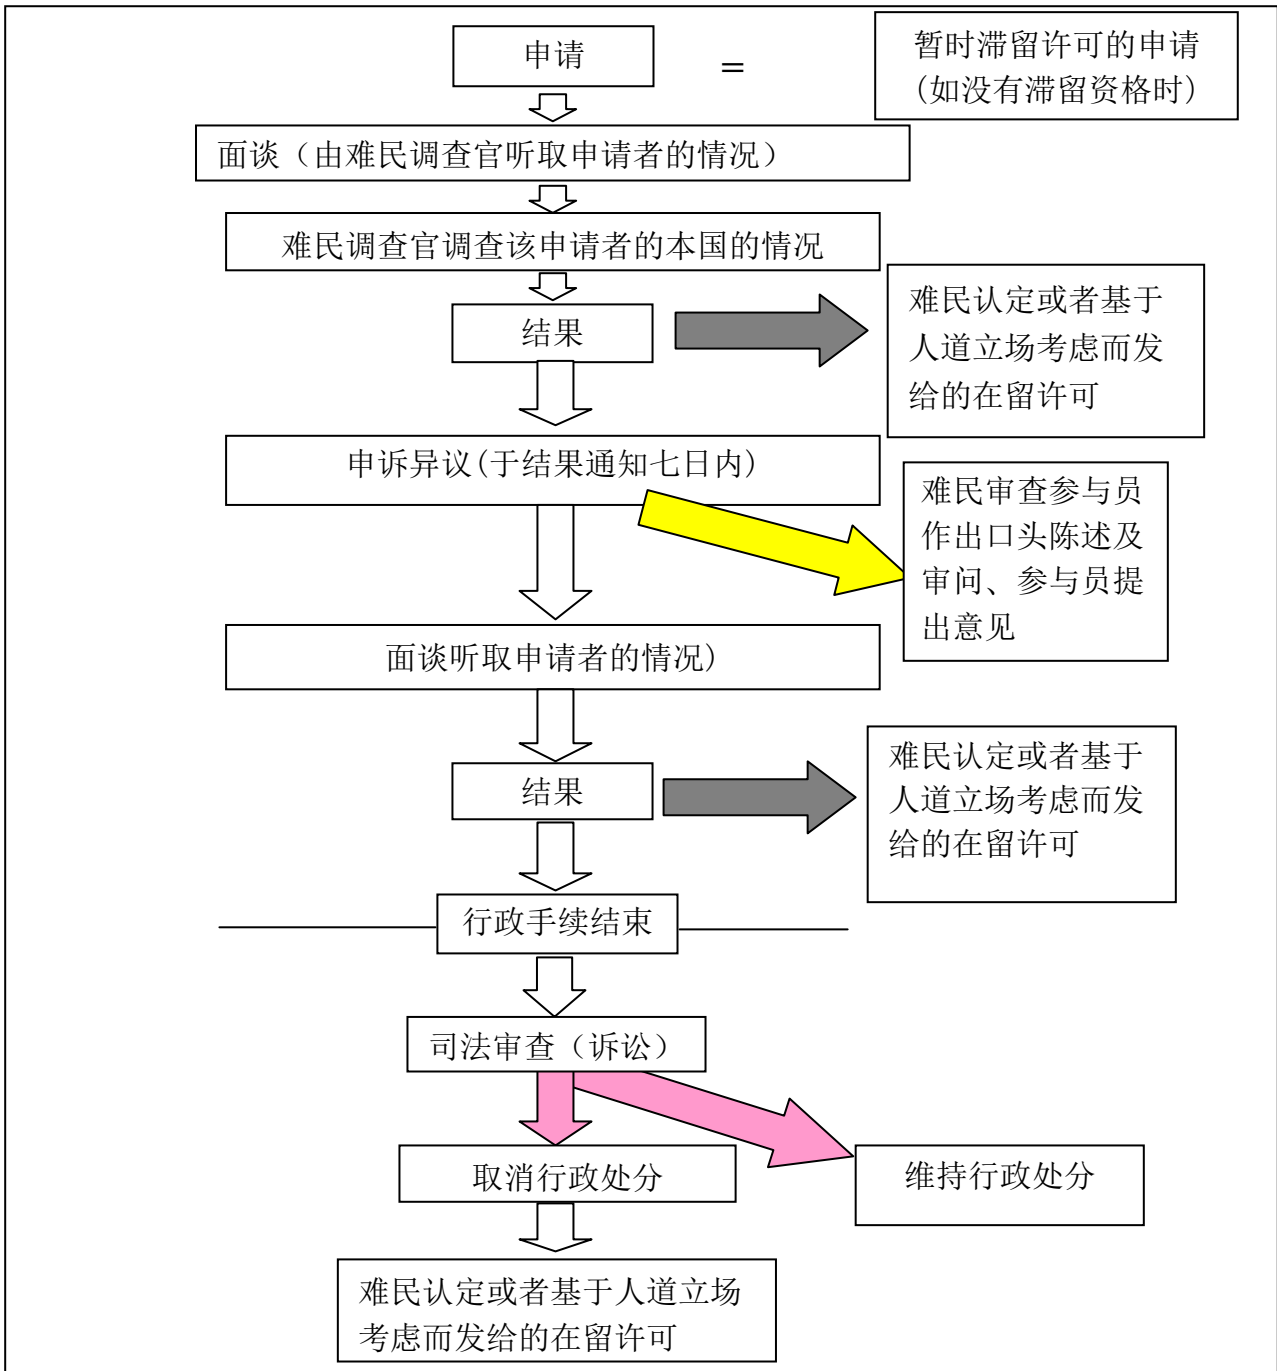 申请
=
暂时滞留许可的申请
(如没有滞留资格时)
面谈（由难民调查官听取申请者的情况）
难民调查官调查该申请者的本国的情况
结果
难民认定或者基于
人道立场考虑而发
给的在留许可
申诉异议(于结果通知七日内)
难民审查参与员
作出口头陈述及
审问、参与员提
出意见
面谈听取申请者的情况)
结果
难民认定或者基于
人道立场考虑而发
给的在留许可
行政手续结束
司法审查（诉讼）
取消行政处分
维持行政处分
难民认定或者基于人道立场
考虑而发给的在留许可